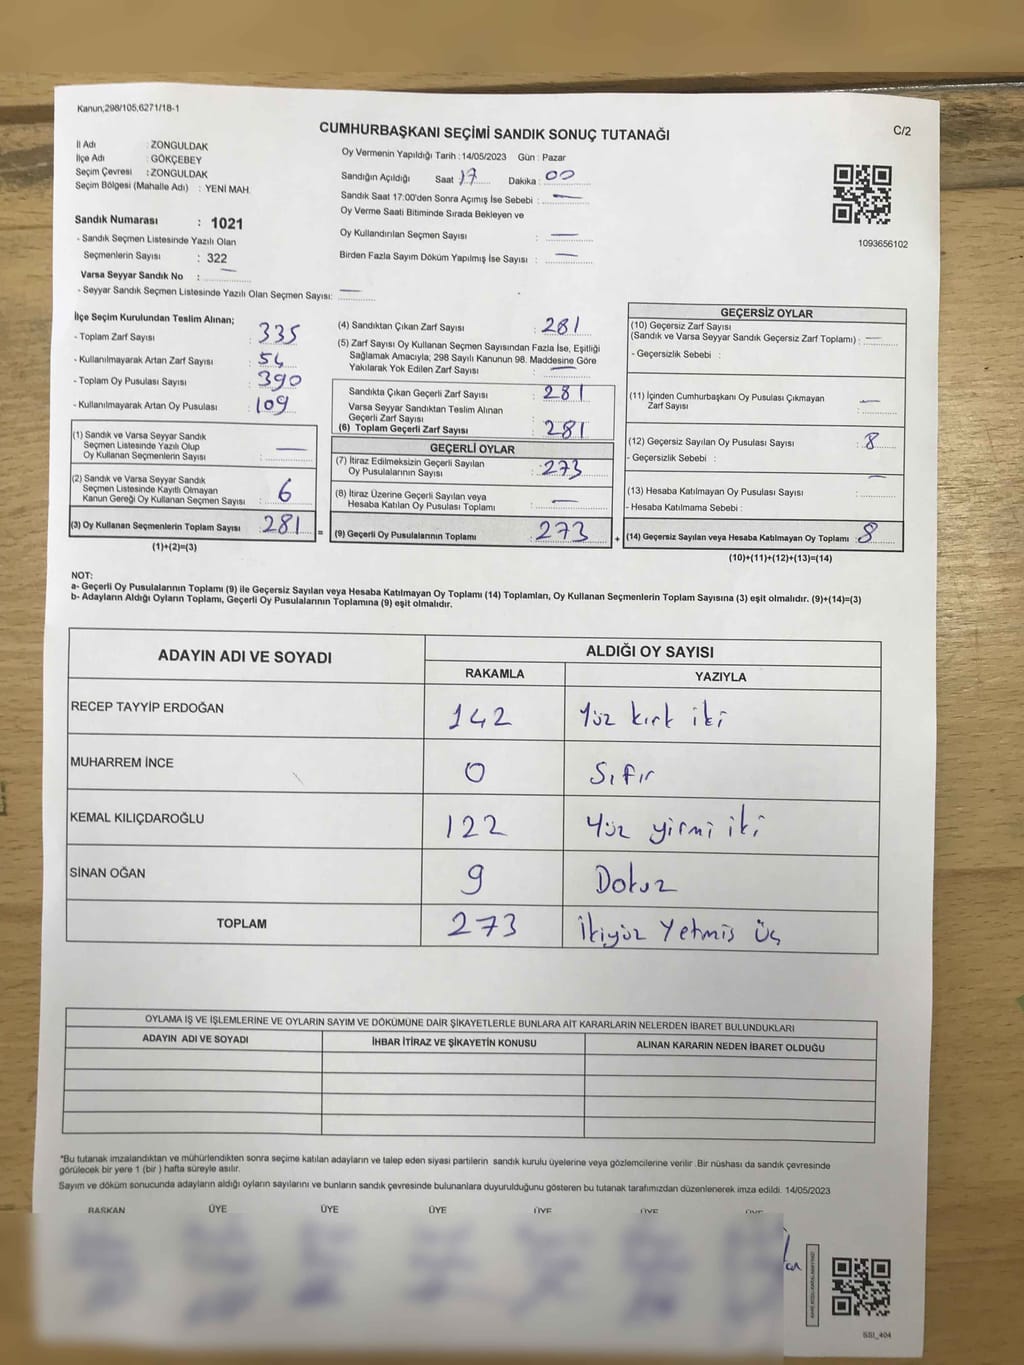 Kanun,298/105,6271/18-1
CUMHURBAŞKANI SEÇİMİ SANDIK SONUÇ TUTANAĞI
C/2
İl Adı : ZONGULDAK
İlçe Adı : GÖKÇEBEY
Seçim Çevresi : ZONGULDAK
Seçim Bölgesi (Mahalle Adı) : YENİ MAH.
Sandık Numarası : 1021
- Sandık Seçmen Listesinde Yazılı Olan
Seçmenlerin Sayısı : 322
Varsa Seyyar Sandık No : —
- Seyyar Sandık Seçmen Listesinde Yazılı Olan Seçmen Sayısı: —
Oy Vermenin Yapıldığı Tarih : 14/05/2023 Gün : Pazar
Sandığın Açıldığı Saat 17 Dakika : 00
Sandık Saat 17:00'den Sonra Açımış İse Sebebi : —
Oy Verme Saati Bitiminde Sırada Bekleyen ve
Oy Kullandırılan Seçmen Sayısı : —
Birden Fazla Sayım Döküm Yapılmış İse Sayısı : —
1093656102
İlçe Seçim Kurulundan Teslim Alınan;
- Toplam Zarf Sayısı : 335
- Kullanılmayarak Artan Zarf Sayısı : 54
- Toplam Oy Pusulası Sayısı : 390
- Kullanılmayarak Artan Oy Pusulası : 109
(1) Sandık ve Varsa Seyyar Sandık
Seçmen Listesinde Yazılı Olup
Oy Kullanan Seçmenlerin Sayısı : —
(2) Sandık ve Varsa Seyyar Sandık
Seçmen Listesinde Kayıtlı Olmayan
Kanun Gereği Oy Kullanan Seçmen Sayısı : 6
(3) Oy Kullanan Seçmenlerin Toplam Sayısı : 281 =
(1)+(2)=(3)
(4) Sandıktan Çıkan Zarf Sayısı : 281
(5) Zarf Sayısı Oy Kullanan Seçmen Sayısından Fazla İse, Eşitliği
Sağlamak Amacıyla; 298 Sayılı Kanunun 98. Maddesine Göre
Yakılarak Yok Edilen Zarf Sayısı : —
Sandıkta Çıkan Geçerli Zarf Sayısı : 281
Varsa Seyyar Sandıktan Teslim Alınan
Geçerli Zarf Sayısı :
(6) Toplam Geçerli Zarf Sayısı : 281
GEÇERLİ OYLAR
(7) İtiraz Edilmeksizin Geçerli Sayılan
Oy Pusulalarının Sayısı : 273
(8) İtiraz Üzerine Geçerli Sayılan veya
Hesaba Katılan Oy Pusulası Toplamı : —
(9) Geçerli Oy Pusulalarının Toplamı : 273 +
GEÇERSİZ OYLAR
(10) Geçersiz Zarf Sayısı
(Sandık ve Varsa Seyyar Sandık Geçersiz Zarf Toplamı) : —
- Geçersizlik Sebebi :
(11) İçinden Cumhurbaşkanı Oy Pusulası Çıkmayan
Zarf Sayısı : —
(12) Geçersiz Sayılan Oy Pusulası Sayısı : 8
- Geçersizlik Sebebi :
(13) Hesaba Katılmayan Oy Pusulası Sayısı : —
- Hesaba Katılmama Sebebi :
(14) Geçersiz Sayılan veya Hesaba Katılmayan Oy Toplamı : 8
(10)+(11)+(12)+(13)=(14)
NOT:
a- Geçerli Oy Pusulalarının Toplamı (9) ile Geçersiz Sayılan veya Hesaba Katılmayan Oy Toplamı (14) Toplamları, Oy Kullanan Seçmenlerin Toplam Sayısına (3) eşit olmalıdır. (9)+(14)=(3)
b- Adayların Aldığı Oyların Toplamı, Geçerli Oy Pusulalarının Toplamına (9) eşit olmalıdır.
ADAYIN ADI VE SOYADI
ALDIĞI OY SAYISI
RAKAMLA YAZIYLA
RECEP TAYYİP ERDOĞAN 142 Yüz kırk iki
MUHARREM İNCE 0 Sıfır
KEMAL KILIÇDAROĞLU 122 Yüz yirmi iki
SİNAN OĞAN 9 Dokuz
TOPLAM 273 İkiyüz Yetmis üç
OYLAMA İŞ VE İŞLEMLERİNE VE OYLARIN SAYIM VE DÖKÜMÜNE DAİR ŞİKAYETLERLE BUNLARA AİT KARARLARIN NELERDEN İBARET BULUNDUKLARI
ADAYIN ADI VE SOYADI İHBAR İTİRAZ VE ŞİKAYETİN KONUSU ALINAN KARARIN NEDEN İBARET OLDUĞU
*Bu tutanak imzalandıktan ve mühürlendikten sonra seçime katılan adayların ve talep eden siyasi partilerin sandık kurulu üyelerine veya gözlemcilerine verilir. Bir nüshası da sandık çevresinde
görülecek bir yere 1 (bir) hafta süreyle asılır.
Sayım ve döküm sonucunda adayların aldığı oyların sayılarını ve bunların sandık çevresinde bulunanlara duyurulduğunu gösteren bu tutanak tarafımızdan düzenlenerek imza edildi. 14/05/2023
BAŞKAN ÜYE ÜYE ÜYE ÜYE ÜYE ÜYE
SSI_404